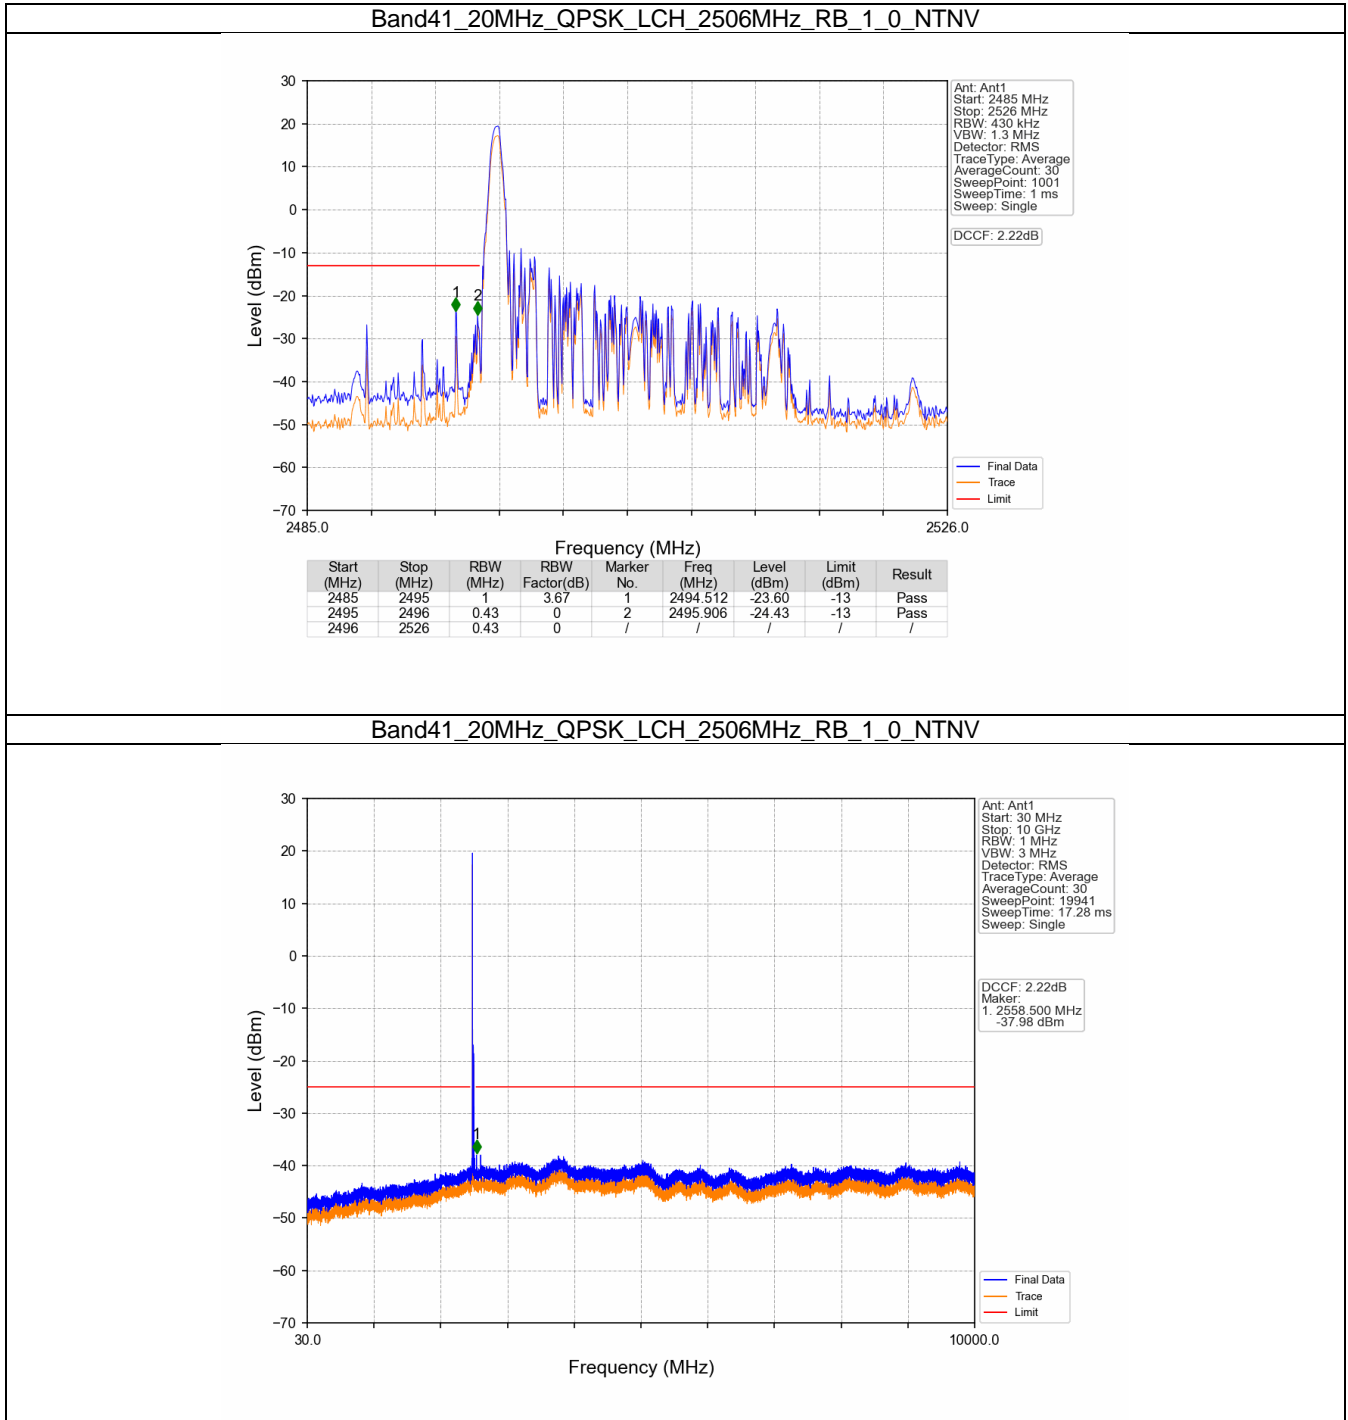 Band41_20MHz_QPSK_LCH_2506MHz_RB_1_0_NTNV
30
20
10
0
−10
−20
−30
−40
−50
−60
−70
Level (dBm)
1
2
2485.0
2526.0
Frequency (MHz)
Ant: Ant1
Start: 2485 MHz
Stop: 2526 MHz
RBW: 430 kHz
VBW: 1.3 MHz
Detector: RMS
TraceType: Average
AverageCount: 30
SweepPoint: 1001
SweepTime: 1 ms
Sweep: Single
DCCF: 2.22dB
Final Data
Trace
Limit
Start (MHz) Stop (MHz) RBW (MHz) RBW Factor(dB) Marker No. Freq (MHz) Level (dBm) Limit (dBm) Result
2485 2495 1 3.67 1 2494.512 -23.60 -13 Pass
2495 2496 0.43 0 2 2495.906 -24.43 -13 Pass
2496 2526 0.43 0 / / / / /
Band41_20MHz_QPSK_LCH_2506MHz_RB_1_0_NTNV
30
20
10
0
−10
−20
−30
−40
−50
−60
−70
Level (dBm)
1
30.0
10000.0
Frequency (MHz)
Ant: Ant1
Start: 30 MHz
Stop: 10 GHz
RBW: 1 MHz
VBW: 3 MHz
Detector: RMS
TraceType: Average
AverageCount: 30
SweepPoint: 19941
SweepTime: 17.28 ms
Sweep: Single
DCCF: 2.22dB
Maker:
1. 2558.500 MHz
-37.98 dBm
Final Data
Trace
Limit